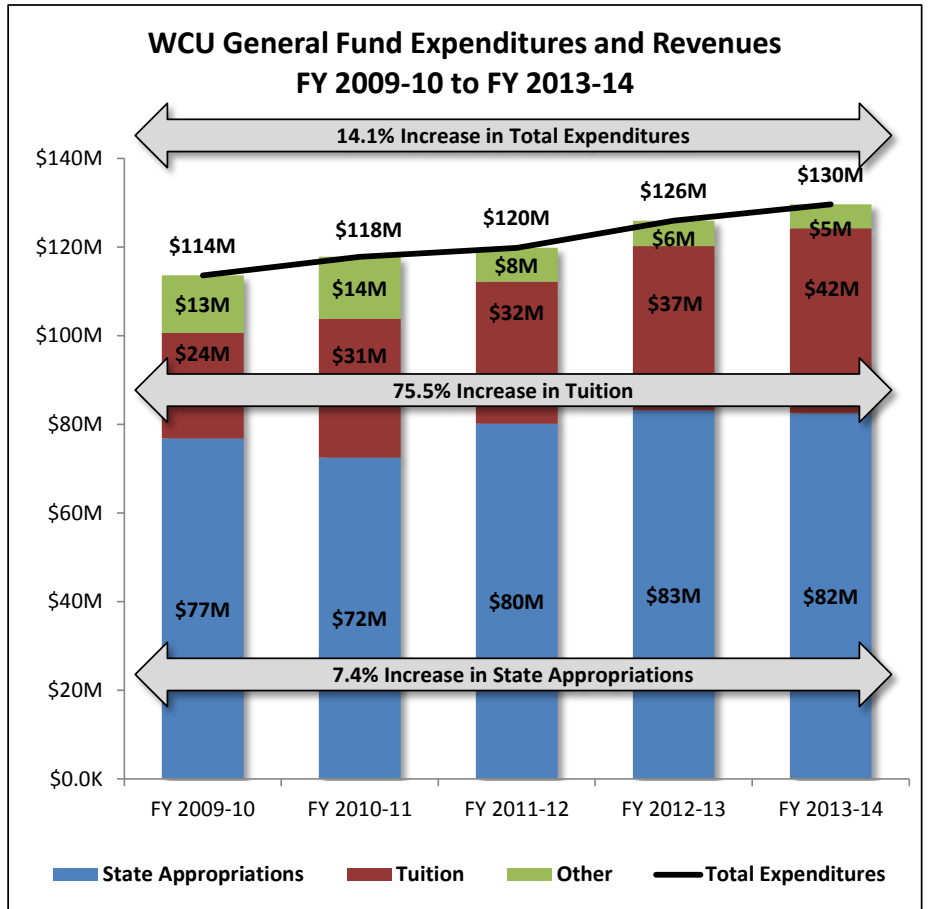 WCU General Fund Expenditures and Revenues
FY 2009-10 to FY 2013-14
14.1% Increase in Total Expenditures
$140M
$130M
$126M
$120M
$118M
$114M
$120M
$5M
$6M
$8M
$14M
$13M
$42M
$37M
$32M
$31M
$24M
$100M
75.5% Increase in Tuition
$80M
$60M
$40M
$77M
$72M
$80M
$83M
$82M
7.4% Increase in State Appropriations
$20M
$0.0K
FY 2009-10
FY 2010-11
FY 2011-12
FY 2012-13
FY 2013-14
State Appropriations
Tuition
Other
Total Expenditures